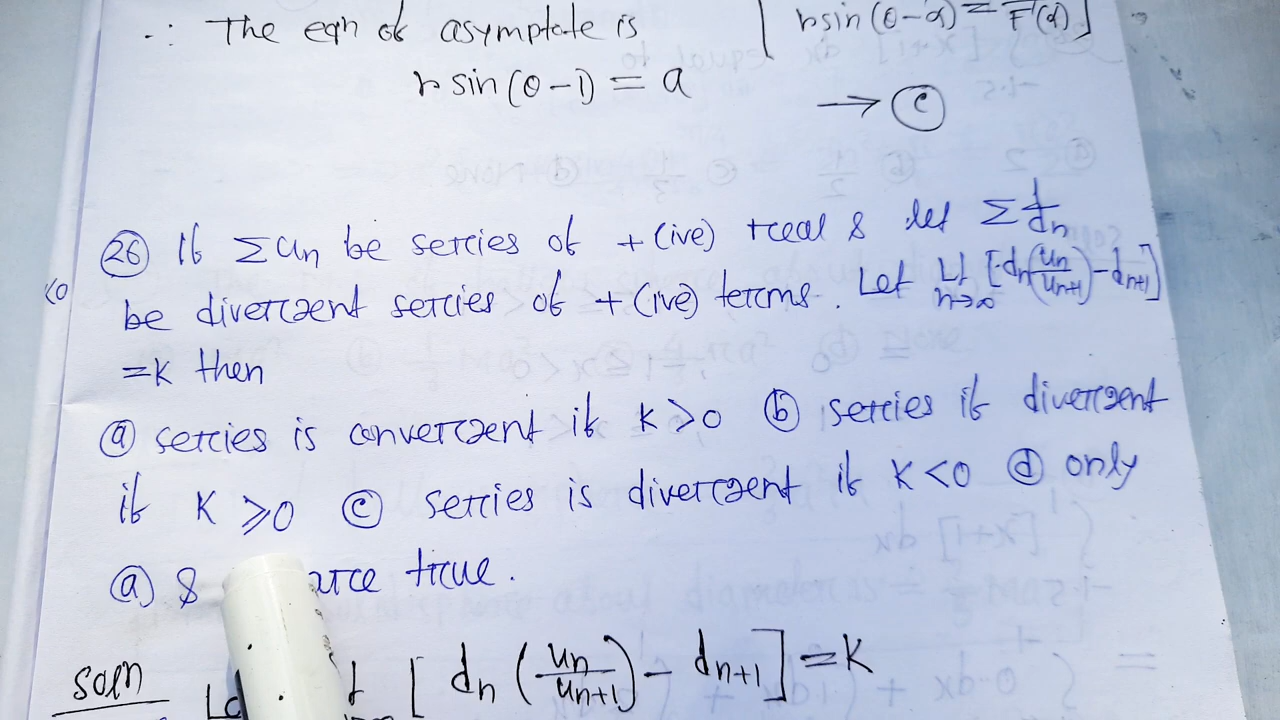 ∴ The eqn of asymptote is [ r sin (θ-α) = F'(α) ]
r sin (θ-1) = a
→ ⓒ
㉖ If Σun be series of +(ive) real & let Σ 1/dn
be divergent series of +(ive) terms. Let Lt n→∞ [dn(un/un+1) - dn+1]
=K then
ⓐ series is convergent if K>0 ⓑ series if divergent
if K ⩾0 ⓒ series is divergent if K<0 ⓓ only
ⓐ & are true.
soln [ dn (un/un+1) - dn+1] =K